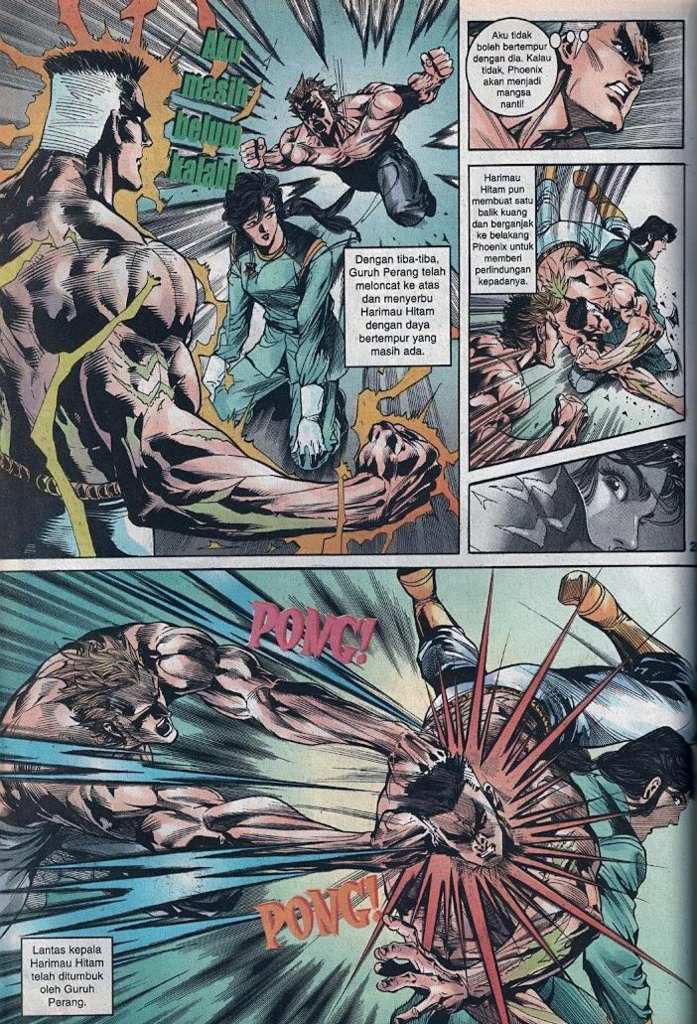 Aku
masih
belum
kalah!
Dengan tiba-tiba,
Guruh Perang telah
meloncat ke atas
dan menyerbu
Harimau Hitam
dengan daya
bertempur yang
masih ada.
Aku tidak
boleh bertempur
dengan dia. Kalau
tidak, Phoenix
akan menjadi
mangsa
nanti!
Harimau
Hitam pun
membuat satu
balik kuang
dan berganjak
ke belakang
Phoenix untuk
memberi
perlindungan
kepadanya.
2
PONG!
PONG!
Lantas kepala
Harimau Hitam
telah ditumbuk
oleh Guruh
Perang.